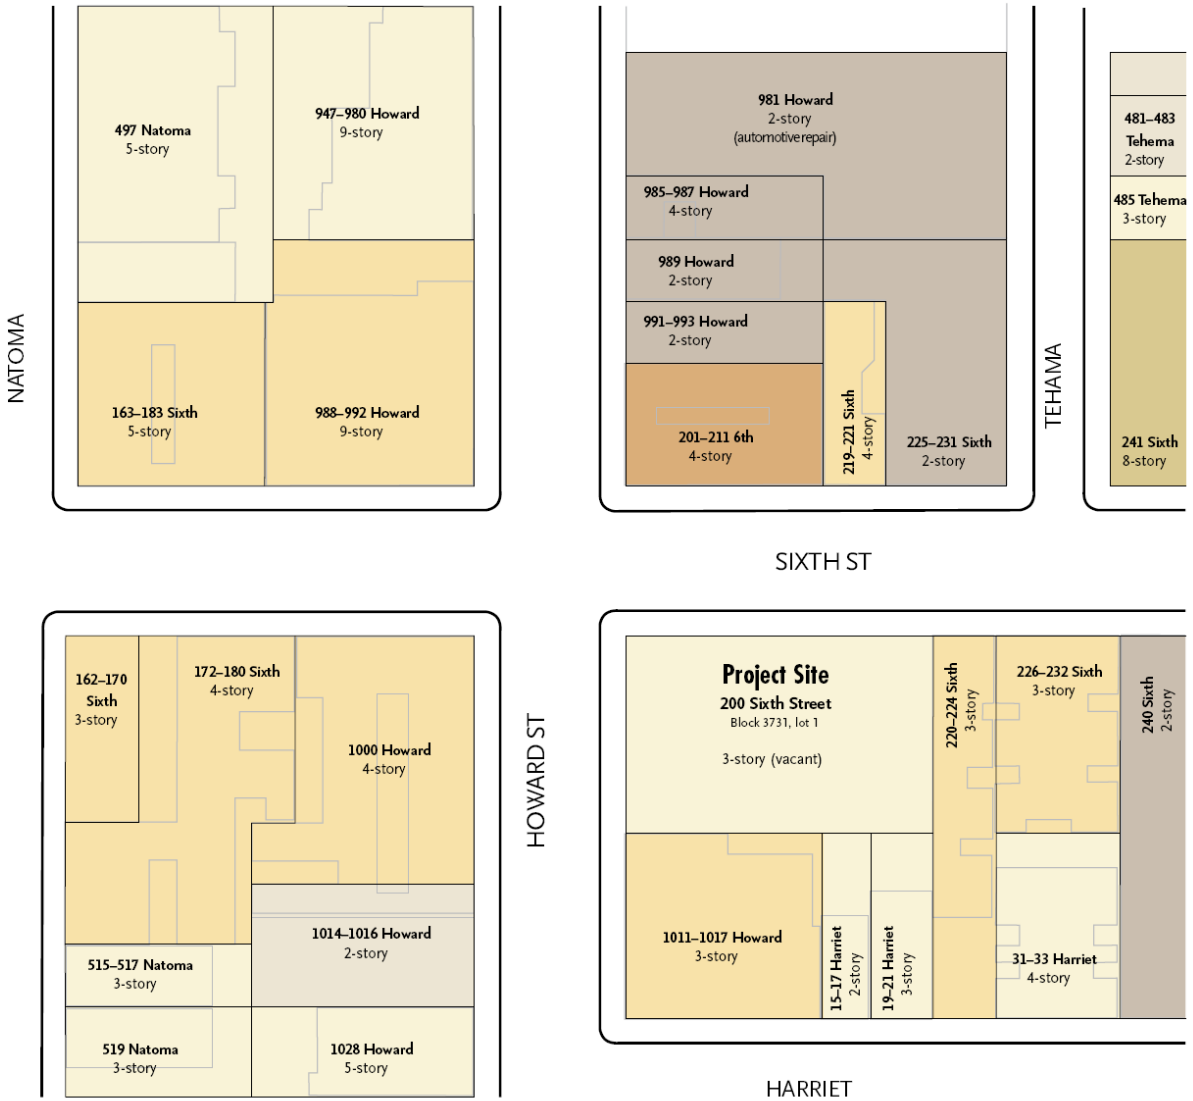 497 Natoma
5-story
947–980 Howard
9-story
163–183 Sixth
5-story
988–992 Howard
9-story
NATOMA
981 Howard
2-story
(automotive repair)
985–987 Howard
4-story
989 Howard
2-story
991–993 Howard
2-story
201–211 6th
4-story
219–221 Sixth
4-story
225–231 Sixth
2-story
TEHAMA
481–483
Tehema
2-story
485 Tehema
3-story
241 Sixth
8-story
SIXTH ST
162–170
Sixth
3-story
172–180 Sixth
4-story
1000 Howard
4-story
1014–1016 Howard
2-story
515–517 Natoma
3-story
519 Natoma
3-story
1028 Howard
5-story
HOWARD ST
Project Site
200 Sixth Street
Block 3731, lot 1
3-story (vacant)
220–224 Sixth
3-story
226–232 Sixth
3-story
240 Sixth
2-story
1011–1017 Howard
3-story
15–17 Harriet
2-story
19–21 Harriet
3-story
31–33 Harriet
4-story
HARRIET